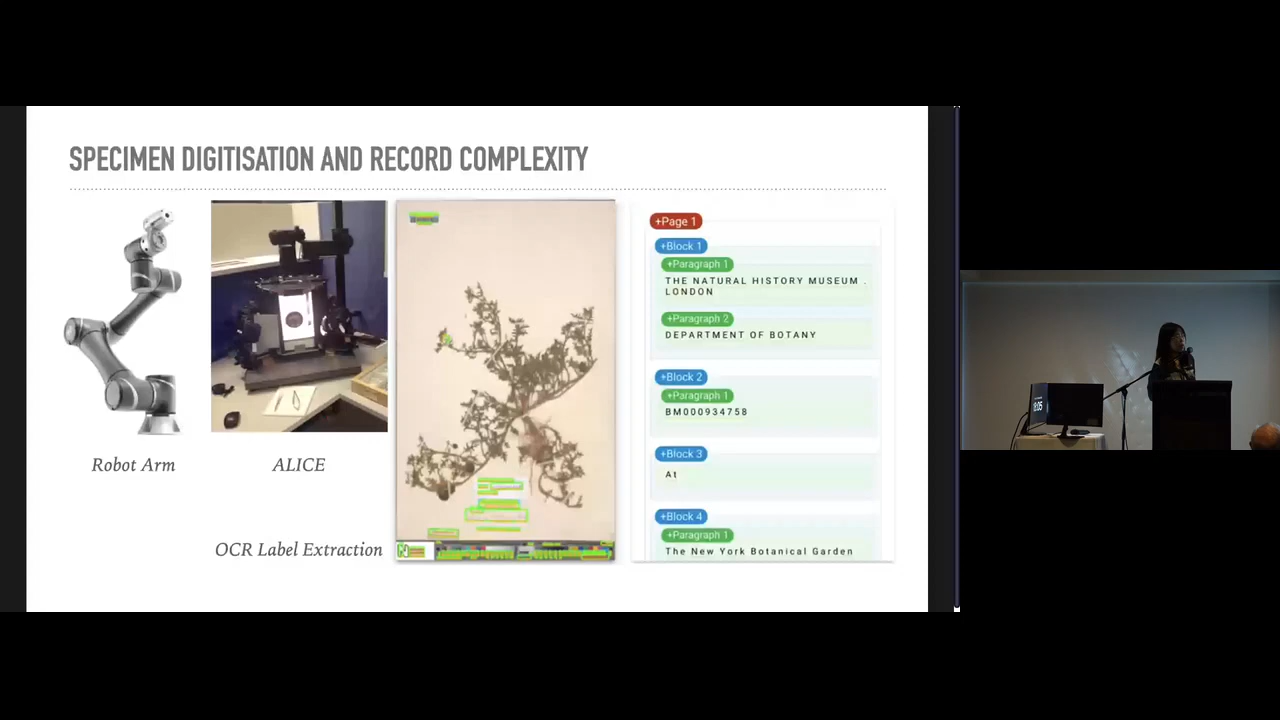 SPECIMEN DIGITISATION AND RECORD COMPLEXITY
Robot Arm
ALICE
OCR Label Extraction
+Page 1
+Block 1
+Paragraph 1
THE NATURAL HISTORY MUSEUM .
LONDON
+Paragraph 2
DEPARTMENT OF BOTANY
+Block 2
+Paragraph 1
BM000934758
+Block 3
At
+Block 4
+Paragraph 1
The New York Botanical Garden